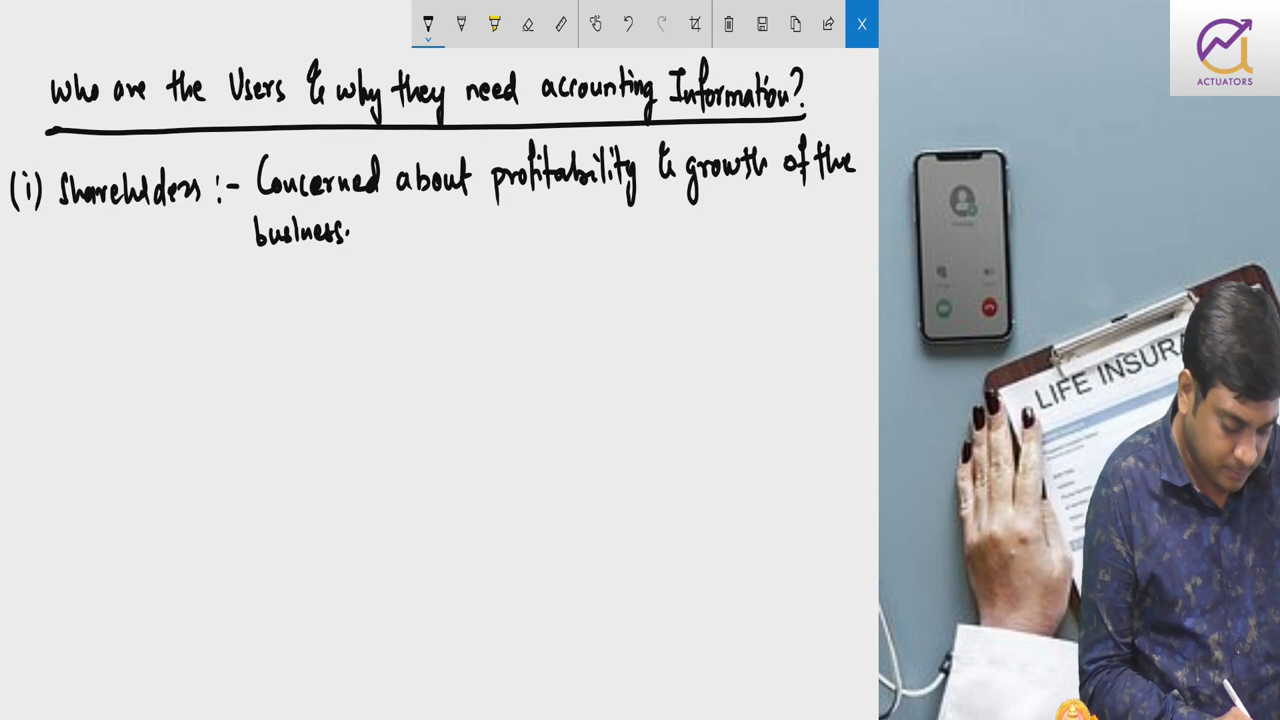 Who are the Users & why they need accounting Information?
(i) Shareholders :- Concerned about profitability & growth of the
business.
ACTUATORS
LIFE INSURA